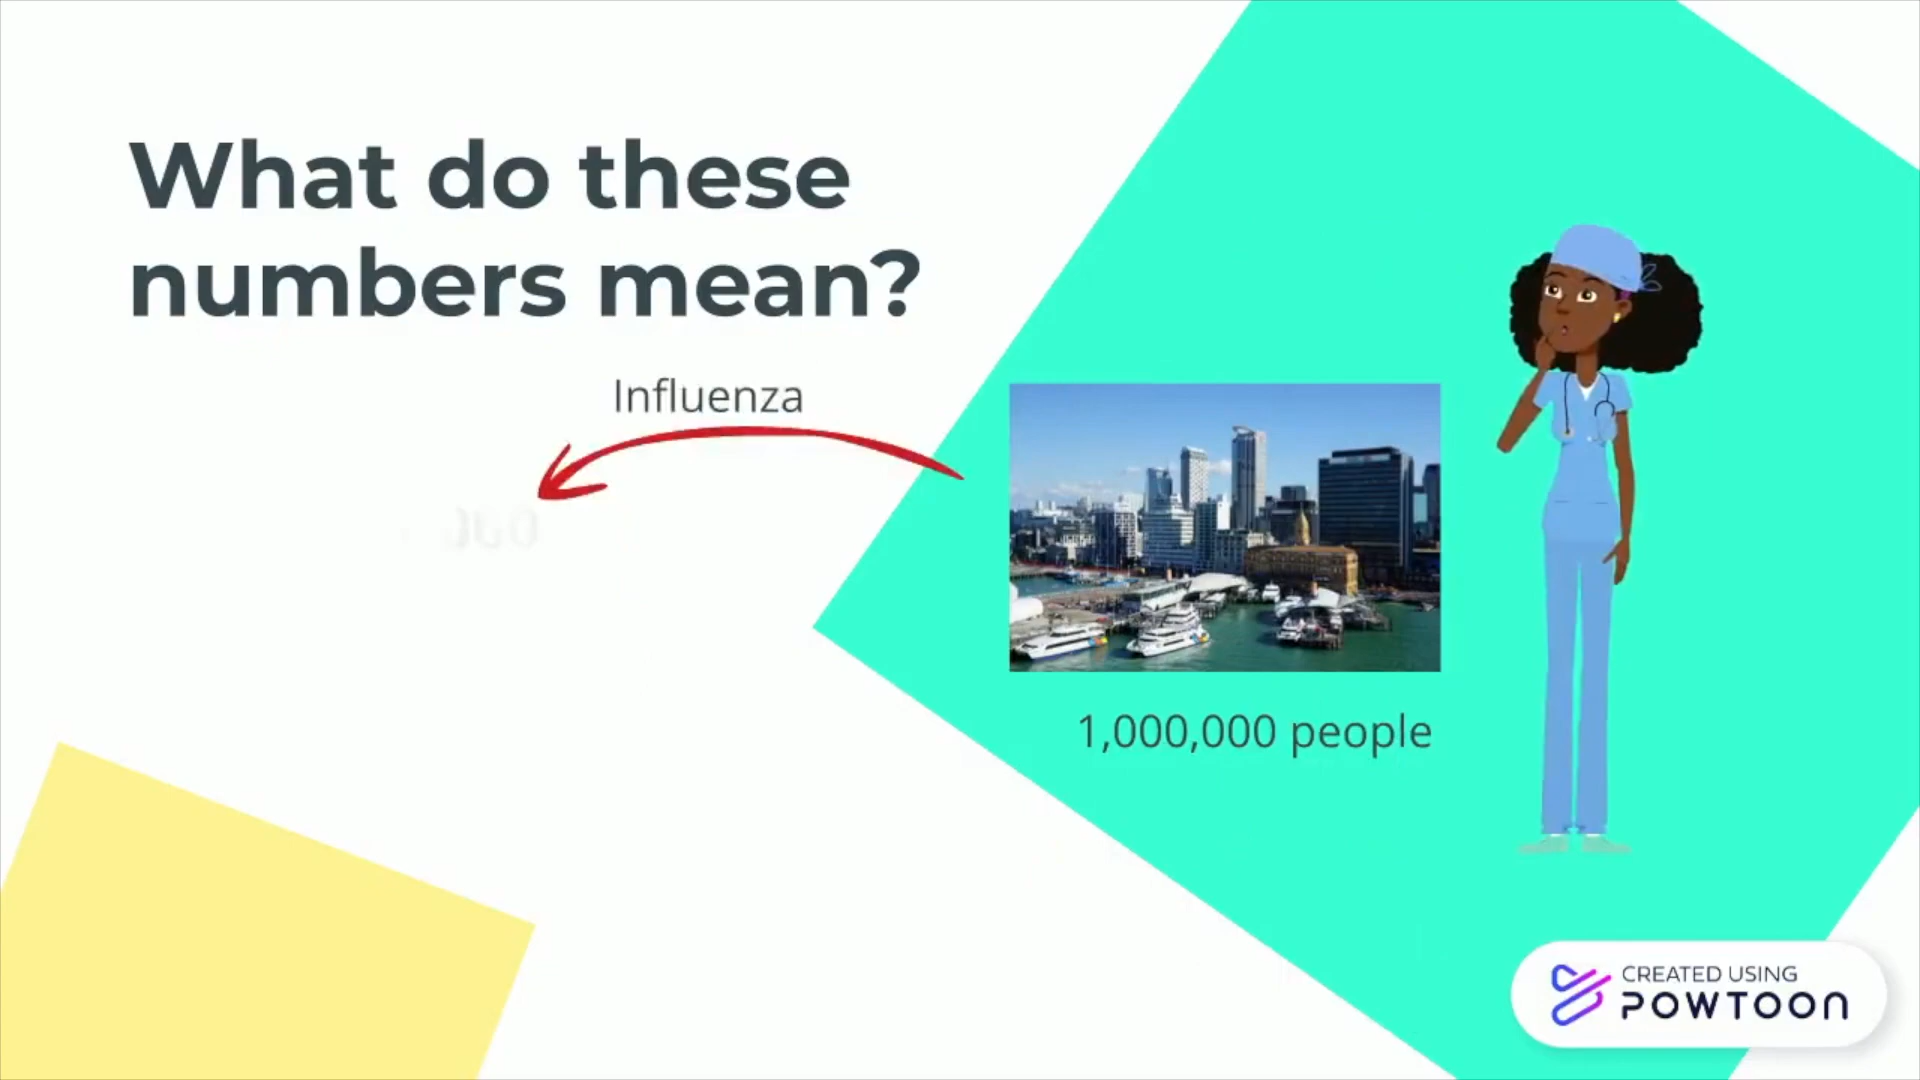 What do these
numbers mean?
Influenza
1,000,000 people
CREATED USING
POWTOON